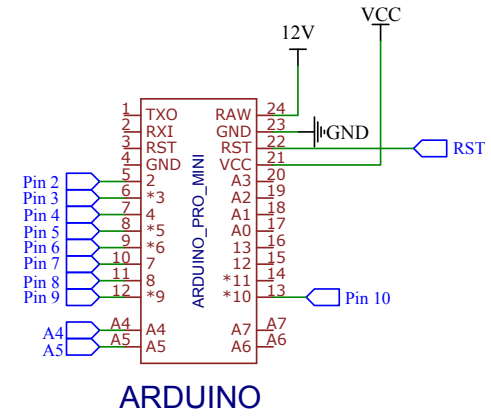 VCC
12V
1 TXO RAW 24
2 RXI GND 23 GND
3 RST RST 22 RST
4 GND VCC 21
Pin 2 5 2 A3 20
Pin 3 6 *3 A2 19
Pin 4 7 4 A1 18
Pin 5 8 *5 A0 17
Pin 6 9 *6 13 16
Pin 7 10 7 12 15
Pin 8 11 8 *11 14
Pin 9 12 *9 *10 13 Pin 10
A4 A4 A4 A7 A7
A5 A5 A5 A6 A6
ARDUINO_PRO_MINI
ARDUINO